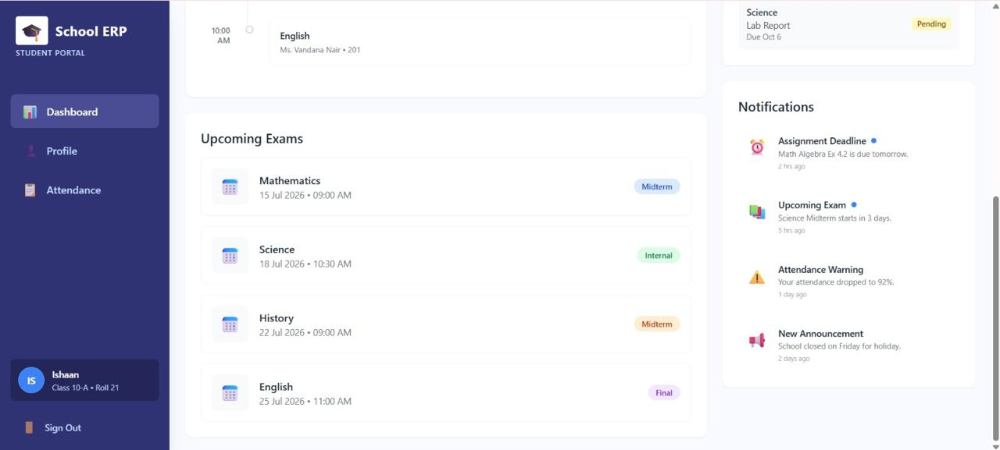 School ERP
STUDENT PORTAL
Dashboard
Profile
Attendance
IS
Ishaan
Class 10-A • Roll 21
Sign Out
10:00
AM
English
Ms. Vandana Nair • 201
Upcoming Exams
Mathematics
15 Jul 2026 • 09:00 AM
Midterm
Science
18 Jul 2026 • 10:30 AM
Internal
History
22 Jul 2026 • 09:00 AM
Midterm
English
25 Jul 2026 • 11:00 AM
Final
Science
Lab Report
Due Oct 6
Pending
Notifications
Assignment Deadline
Math Algebra Ex 4.2 is due tomorrow.
2 hrs ago
Upcoming Exam
Science Midterm starts in 3 days.
5 hrs ago
Attendance Warning
Your attendance dropped to 92%.
1 day ago
New Announcement
School closed on Friday for holiday.
2 days ago